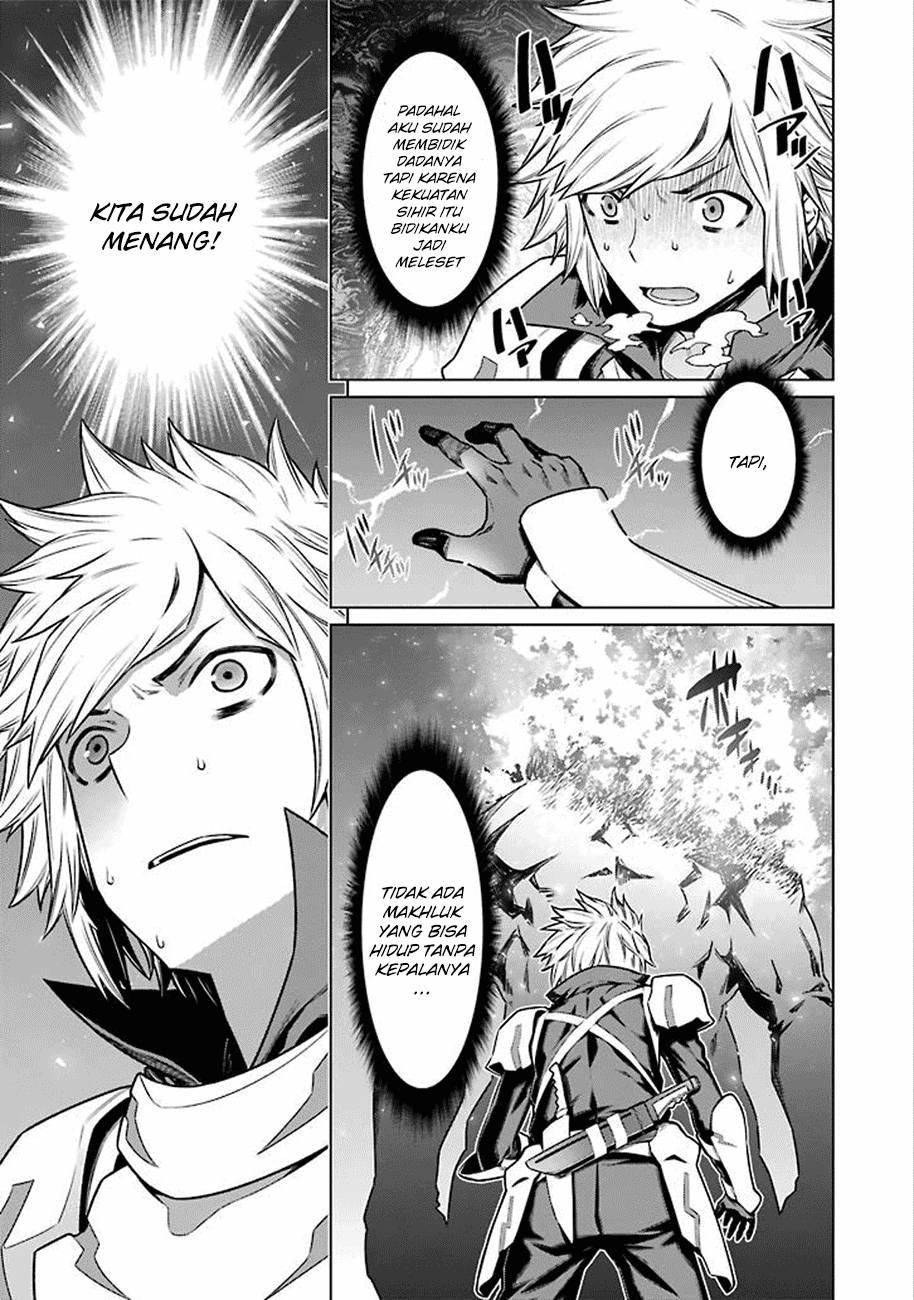 PADAHAL
AKU SUDAH
MEMBIDIK
DADANYA
TAPI KARENA
KEKUATAN
SIHIR ITU
BIDIKANKU
JADI
MELESET
TAPI,
TIDAK ADA
MAKHLUK
YANG BISA
HIDUP TANPA
KEPALANYA
...
KITA SUDAH
MENANG!